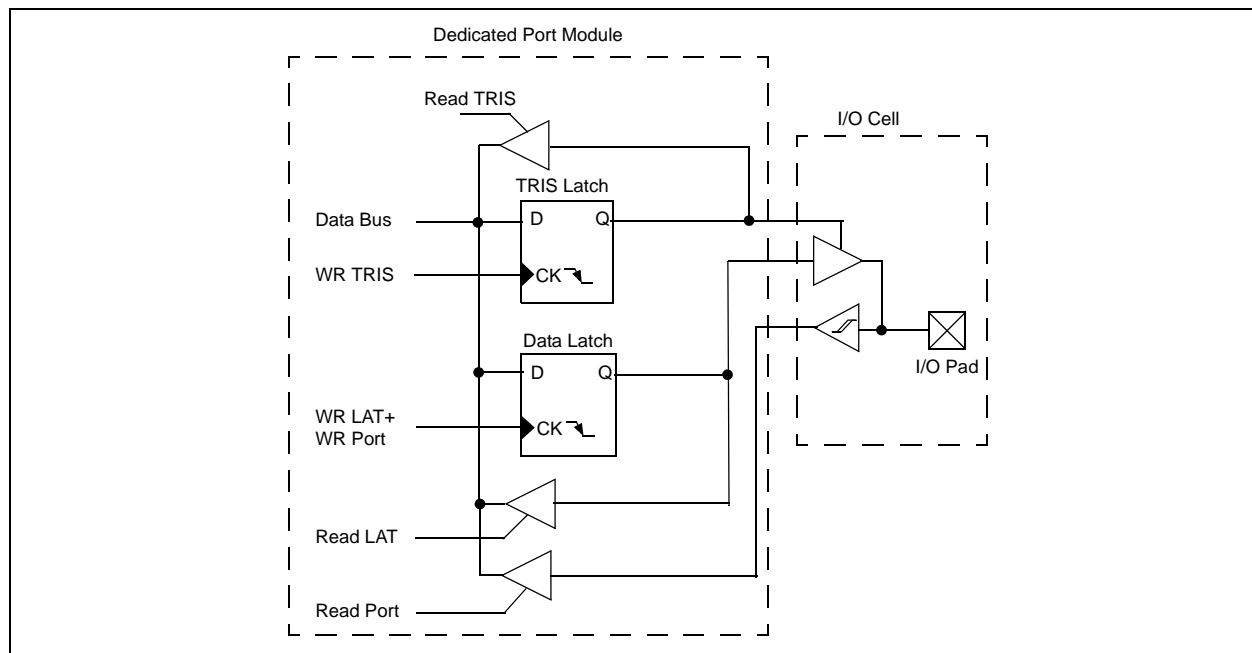 Dedicated Port Module
Read TRIS
I/O Cell
TRIS Latch
Data Bus
D
Q
WR TRIS
CK
Data Latch
I/O Pad
D
Q
WR LAT+
WR Port
CK
Read LAT
Read Port